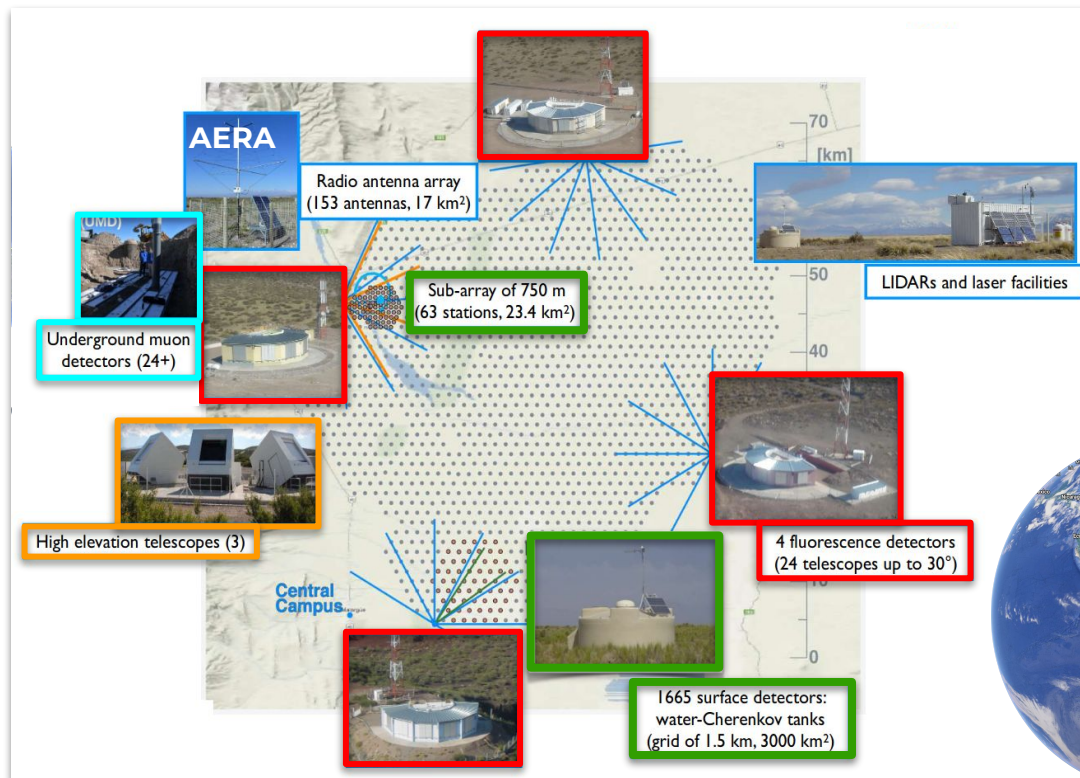 AERA
Radio antenna array
(153 antennas, 17 km²)
70
[km]
(UMD)
LIDARs and laser facilities
50
Sub-array of 750 m
(63 stations, 23.4 km²)
Underground muon
detectors (24+)
40
High elevation telescopes (3)
4 fluorescence detectors
(24 telescopes up to 30°)
10
Central
Campus
0
1665 surface detectors:
water-Cherenkov tanks
(grid of 1.5 km, 3000 km²)